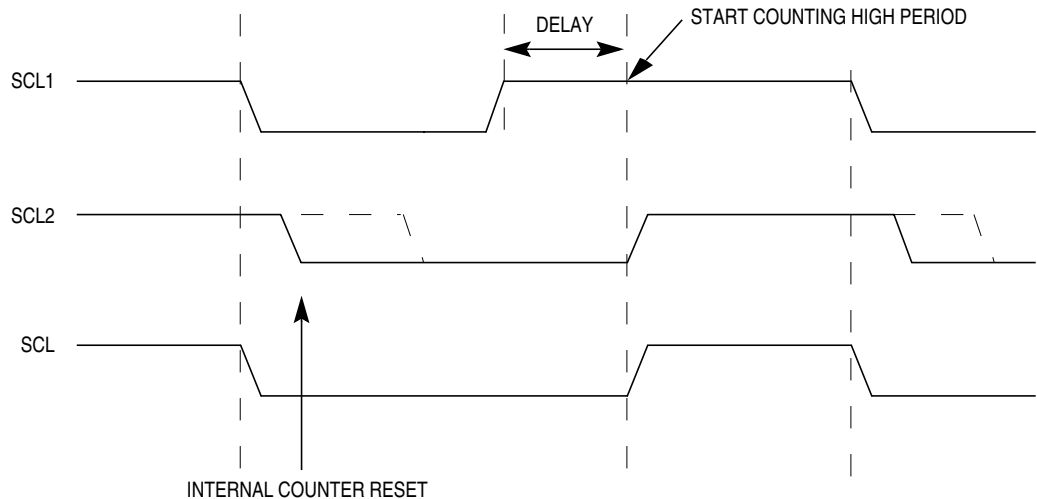 START COUNTING HIGH PERIOD
DELAY
SCL1
SCL2
SCL
INTERNAL COUNTER RESET